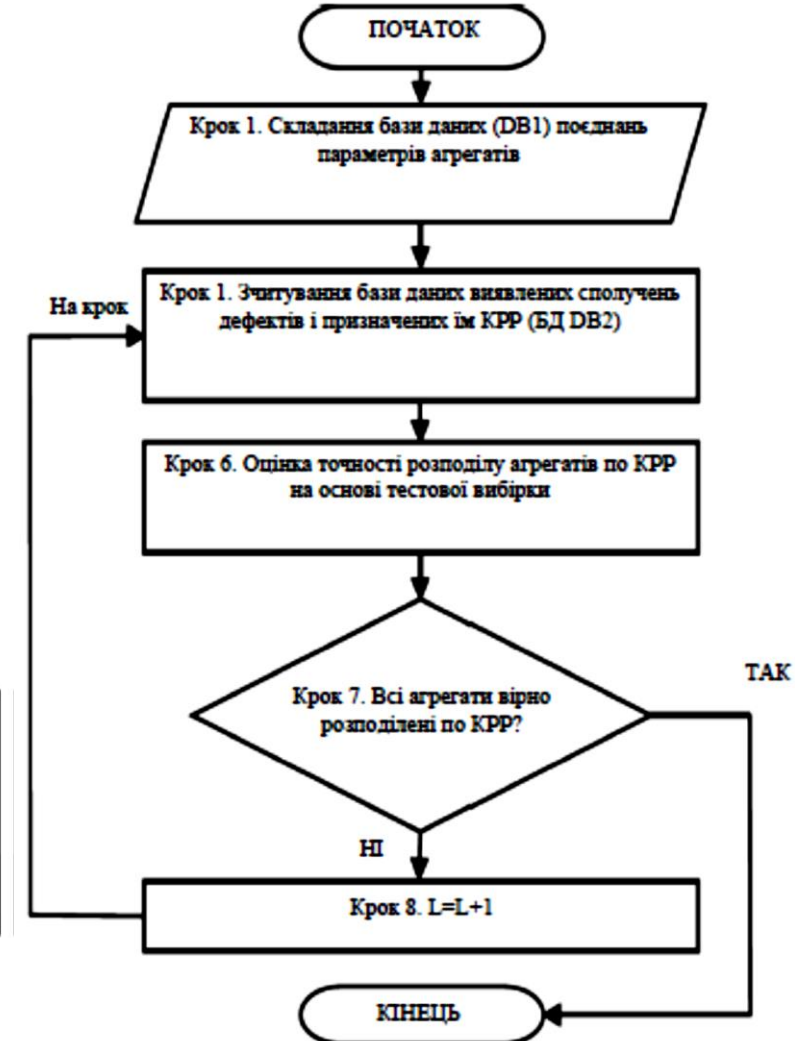 ПОЧАТОК
Крок 1. Складання бази даних (DB1) поєднань
параметрів агрегатів
На крок
Крок 1. Зчитування бази даних виявлених сполучень
дефектів і призначених їм КРР (БД DB2)
Крок 6. Оцінка точності розподілу агрегатів по КРР
на основі тестової вибірки
Крок 7. Всі агрегати вірно
розподілені по КРР?
ТАК
НІ
Крок 8. L=L+1
КІНЕЦЬ